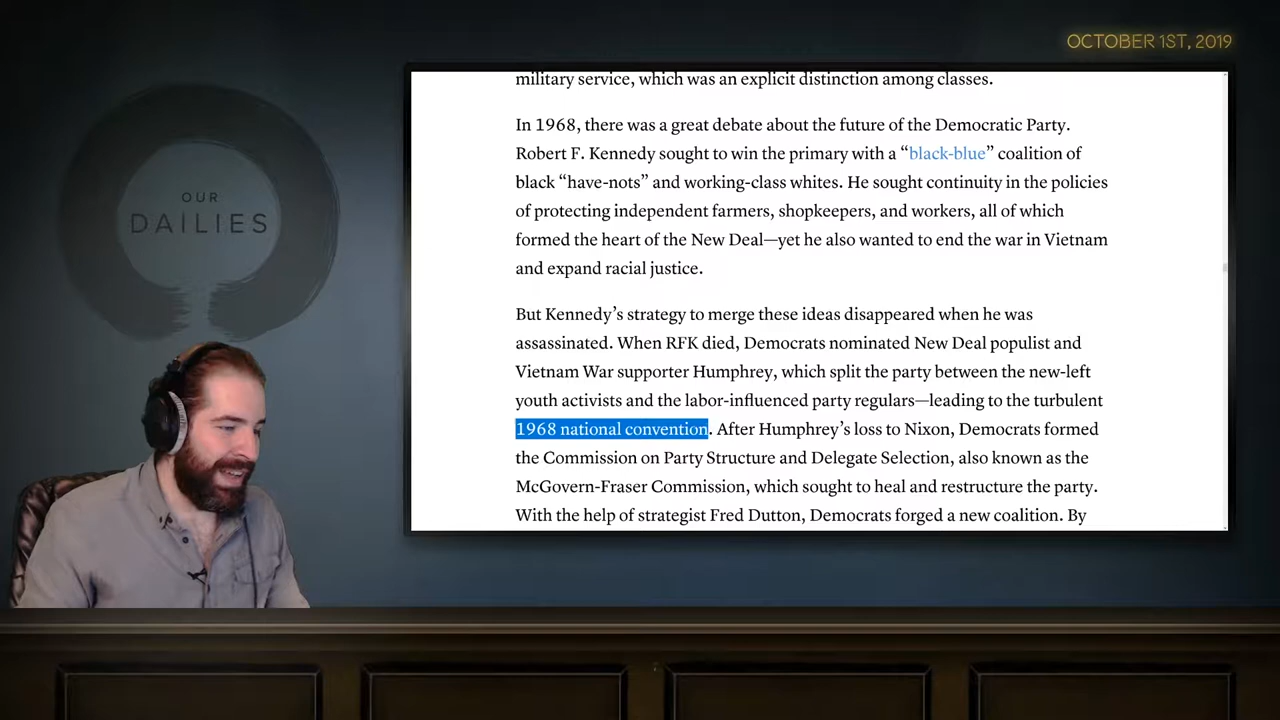 OCTOBER 1ST, 2019
OUR
DAILIES
military service, which was an explicit distinction among classes.
In 1968, there was a great debate about the future of the Democratic Party.
Robert F. Kennedy sought to win the primary with a “black-blue” coalition of
black “have-nots” and working-class whites. He sought continuity in the policies
of protecting independent farmers, shopkeepers, and workers, all of which
formed the heart of the New Deal—yet he also wanted to end the war in Vietnam
and expand racial justice.
But Kennedy’s strategy to merge these ideas disappeared when he was
assassinated. When RFK died, Democrats nominated New Deal populist and
Vietnam War supporter Humphrey, which split the party between the new-left
youth activists and the labor-influenced party regulars—leading to the turbulent
1968 national convention. After Humphrey’s loss to Nixon, Democrats formed
the Commission on Party Structure and Delegate Selection, also known as the
McGovern-Fraser Commission, which sought to heal and restructure the party.
With the help of strategist Fred Dutton, Democrats forged a new coalition. By